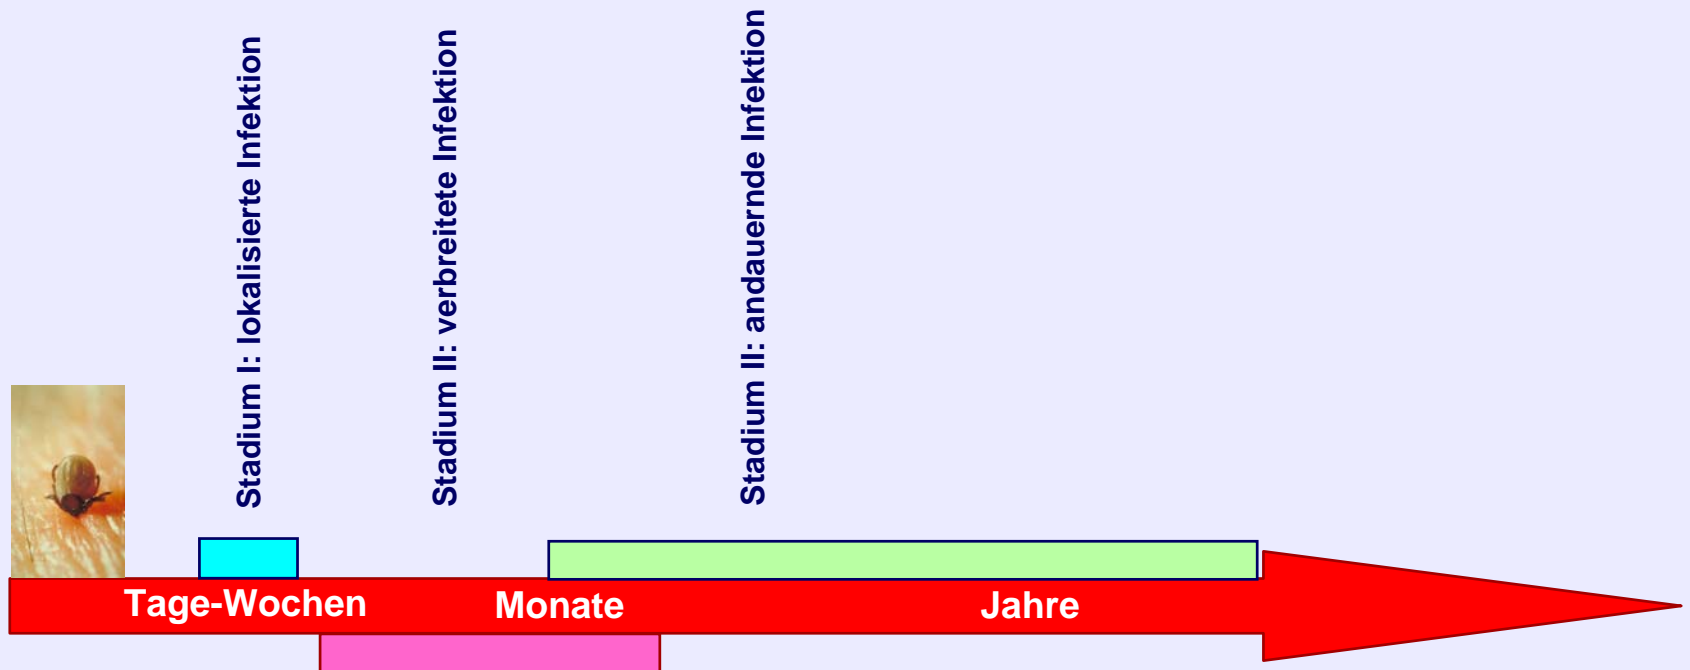 Stadium I: lokalisierte Infektion
Stadium II: verbreitete Infektion
Stadium II: andauernde Infektion
Tage-Wochen
Monate
Jahre